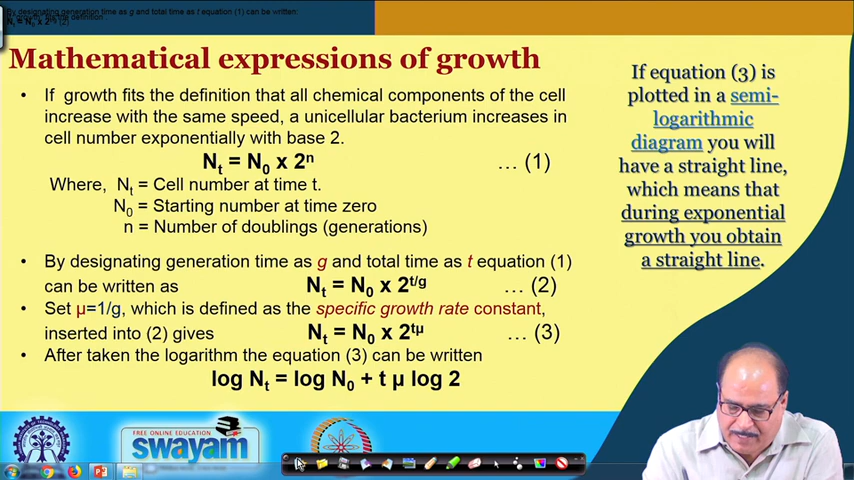 By designating generation time as g and total time as t equation (1) can be written:
Mathematical expressions of growth
• If growth fits the definition that all chemical components of the cell
increase with the same speed, a unicellular bacterium increases in
cell number exponentially with base 2.
Nt = N0 x 2^n … (1)
Where, Nt = Cell number at time t.
N0 = Starting number at time zero
n = Number of doublings (generations)
• By designating generation time as g and total time as t equation (1)
can be written as Nt = N0 x 2^t/g … (2)
• Set µ=1/g, which is defined as the specific growth rate constant,
inserted into (2) gives Nt = N0 x 2^tµ … (3)
• After taken the logarithm the equation (3) can be written
log Nt = log N0 + t µ log 2
If equation (3) is
plotted in a semi-
logarithmic
diagram you will
have a straight line,
which means that
during exponential
growth you obtain
a straight line.
FREE ONLINE EDUCATION
swayam